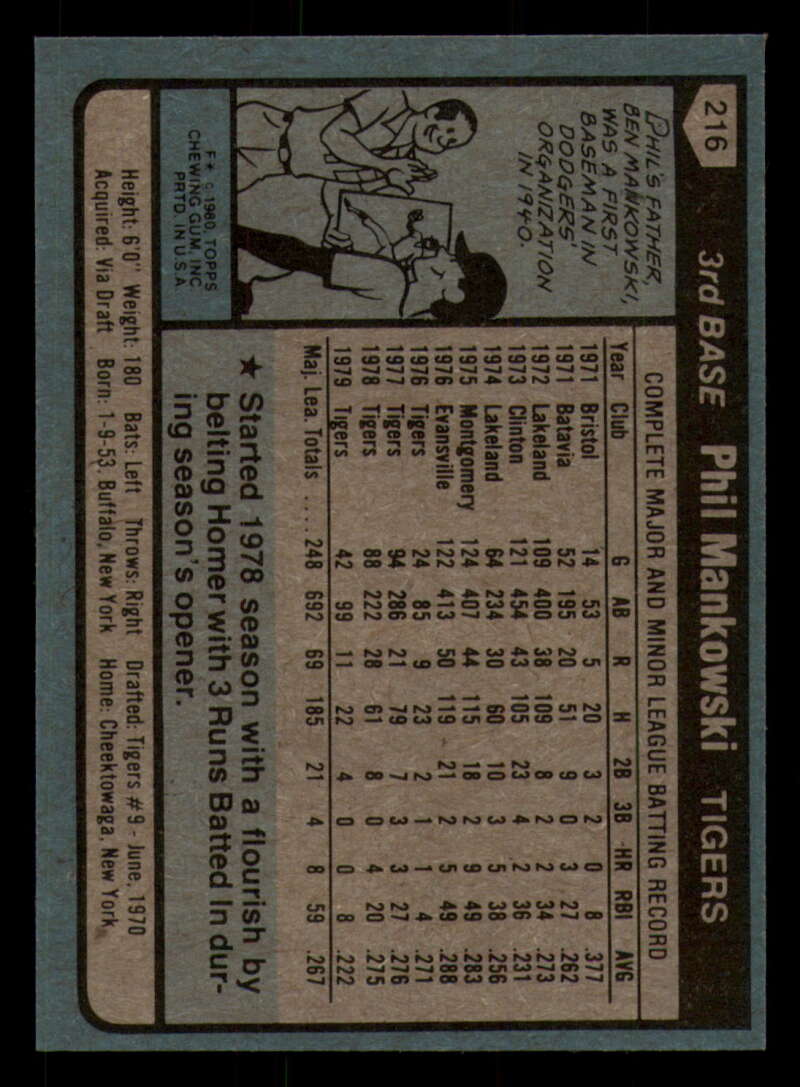 216
3rd BASE Phil Mankowski TIGERS
PHIL'S FATHER,
BEN MANKOWSKI,
WAS A FIRST
BASEMAN IN
DODGERS'
ORGANIZATION
IN 1940.
F★ © 1980, TOPPS
CHEWING GUM, INC
PRTD. IN U S A
COMPLETE MAJOR AND MINOR LEAGUE BATTING RECORD
Year Club G AB R H 2B 3B HR RBI AVG
1971 Bristol 14 53 5 20 3 2 0 8 .377
1971 Batavia 52 195 20 51 9 0 3 27 .262
1972 Lakeland 109 400 38 109 8 2 2 34 .273
1973 Clinton 121 454 43 105 23 4 2 36 .231
1974 Lakeland 64 234 30 60 10 3 5 38 .256
1975 Montgomery 124 407 44 115 18 2 9 49 .283
1976 Evansville 122 413 50 119 21 2 5 49 .288
1976 Tigers 24 85 9 23 2 1 1 4 .271
1977 Tigers 94 286 21 79 7 3 3 27 .276
1978 Tigers 88 222 28 61 8 0 4 20 .275
1979 Tigers 42 99 11 22 4 0 0 8 .222
Maj. Lea. Totals .... 248 692 69 185 21 4 8 59 .267
★ Started 1978 season with a flourish by
belting Homer with 3 Runs Batted In dur-
ing season's opener.
Height: 6'0" Weight: 180 Bats: Left Throws: Right Drafted: Tigers #9 - June, 1970
Acquired: Via Draft Born: 1-9-53, Buffalo, New York Home: Cheektowaga, New York